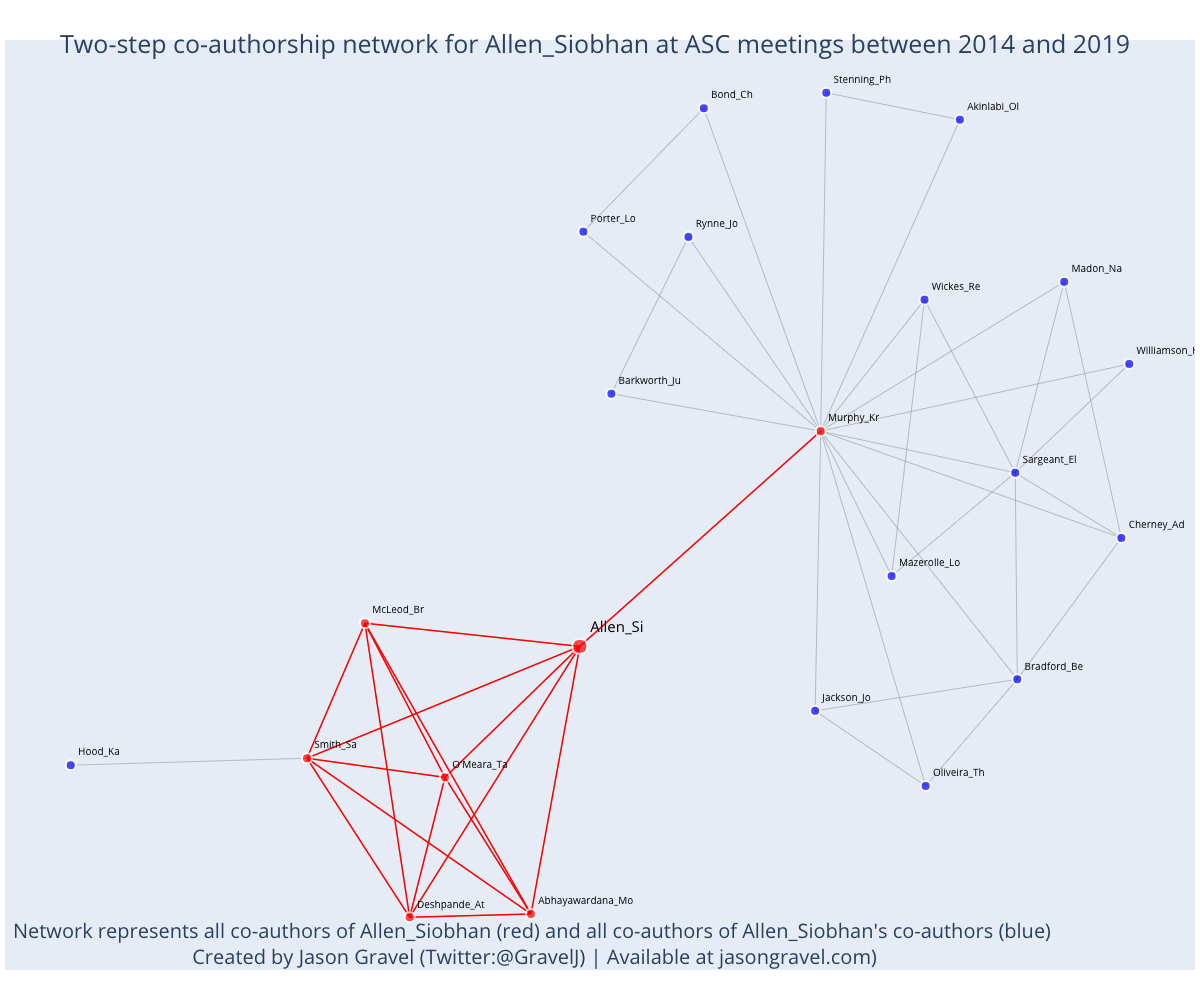 Two-step co-authorship network for Allen_Siobhan at ASC meetings between 2014 and 2019
Stenning_Ph
Bond_Ch
Akinlabi_Ol
Porter_Lo
Rynne_Jo
Madon_Na
Wickes_Re
Williamson_
Barkworth_Ju
Murphy_Kr
Sargeant_El
Cherney_Ad
Mazerolle_Lo
McLeod_Br
Allen_Si
Bradford_Be
Jackson_Jo
Smith_Sa
Hood_Ka
O'Meara_Ta
Oliveira_Th
Deshpande_At
Abhayawardana_Mo
Network represents all co-authors of Allen_Siobhan (red) and all co-authors of Allen_Siobhan's co-authors (blue)
Created by Jason Gravel (Twitter:@GravelJ) | Available at jasongravel.com)